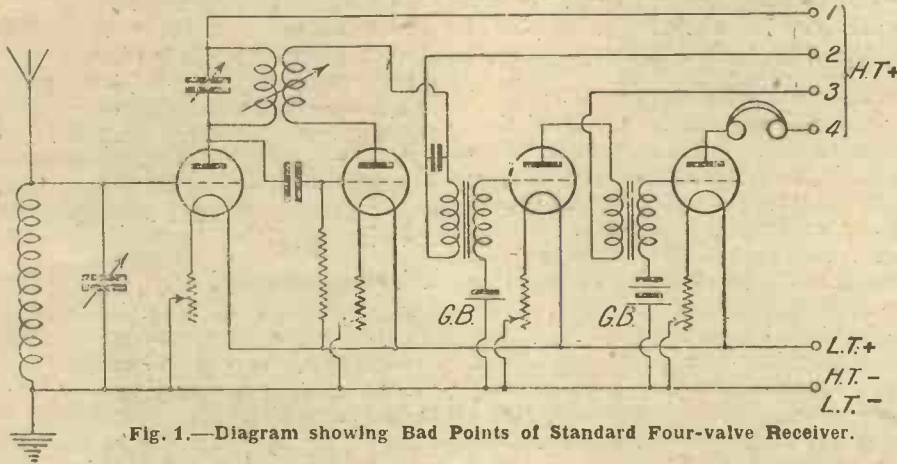 1
2
H.T+
3
4
G.B.
G.B.
L.T.+
H.T. -
L.T. -
Fig. 1.—Diagram showing Bad Points of Standard Four-valve Receiver.